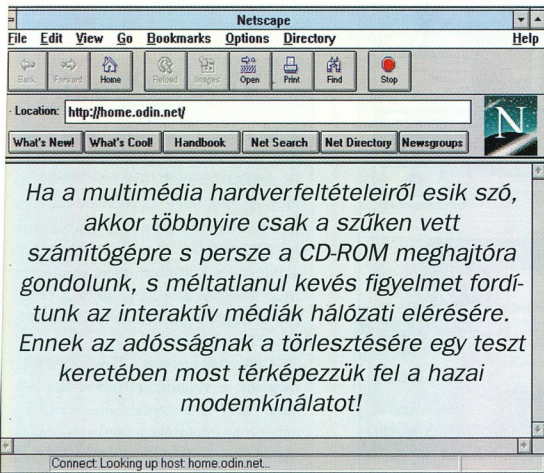 Netscape
File Edit View Go Bookmarks Options Directory Help
Back Forward Home Reload Images Open Print Find Stop
Location: http://home.odin.net/
N
What's New! What's Cool! Handbook Net Search Net Directory Newsgroups
Ha a multimédia hardverfeltételeiről esik szó,
akkor többnyire csak a szűken vett
számítógépre s persze a CD-ROM meghajtóra
gondolunk, s méltatlanul kevés figyelmet fordí-
tunk az interaktív médiák hálózati elérésére.
Ennek az adósságnak a törlesztésére egy teszt
keretében most térképezzük fel a hazai
modemkínálatot!
Connect Looking up host home.odin.net...